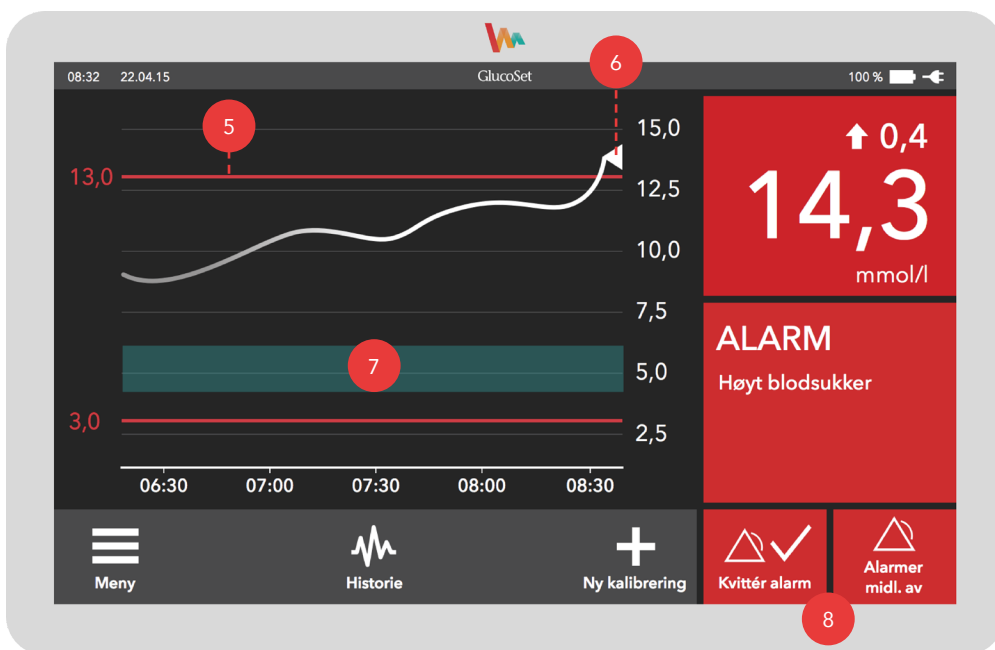 08:32 22.04.15 GlucoSet 100 %
5
6
13,0
15,0
12,5
10,0
7,5
5,0
2,5
7
3,0
06:30 07:00 07:30 08:00 08:30
0,4
14,3
mmol/l
ALARM
Høyt blodsukker
Meny
Historie
Ny kalibrering
Kvittér alarm
Alarmer
midl. av
8